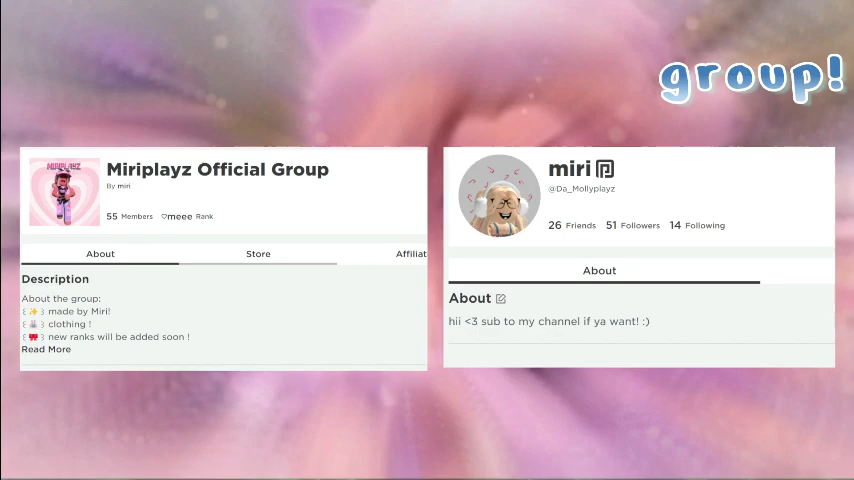 group!
MIRIPLAYZ
Miriplayz Official Group
By miri
55 Members ♡meee Rank
About Store Affiliat
Description
About the group:
꒰✨꒱ made by Miri!
꒰🐰꒱ clothing !
꒰🎀꒱ new ranks will be added soon !
Read More
miri
@Da_Mollyplayz
26 Friends 51 Followers 14 Following
About
About
hii <3 sub to my channel if ya want! :)